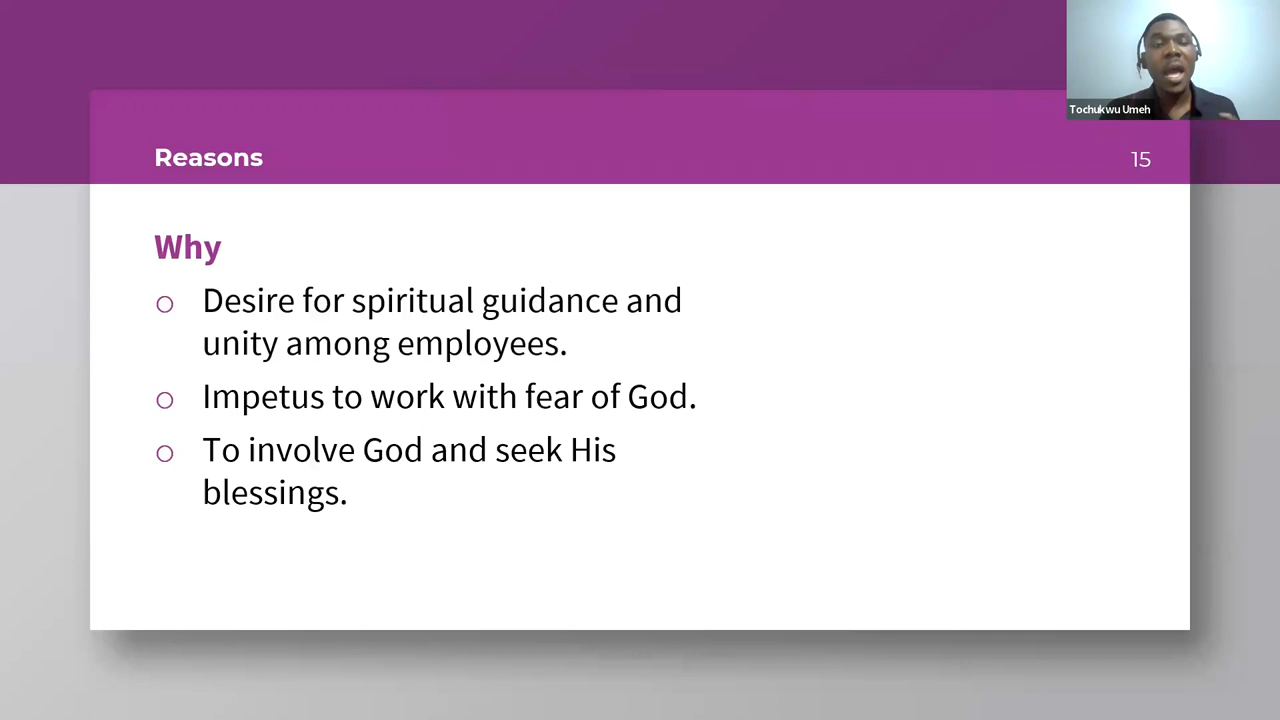 Tochukwu Umeh
Reasons
15
Why
o Desire for spiritual guidance and
unity among employees.
o Impetus to work with fear of God.
o To involve God and seek His
blessings.